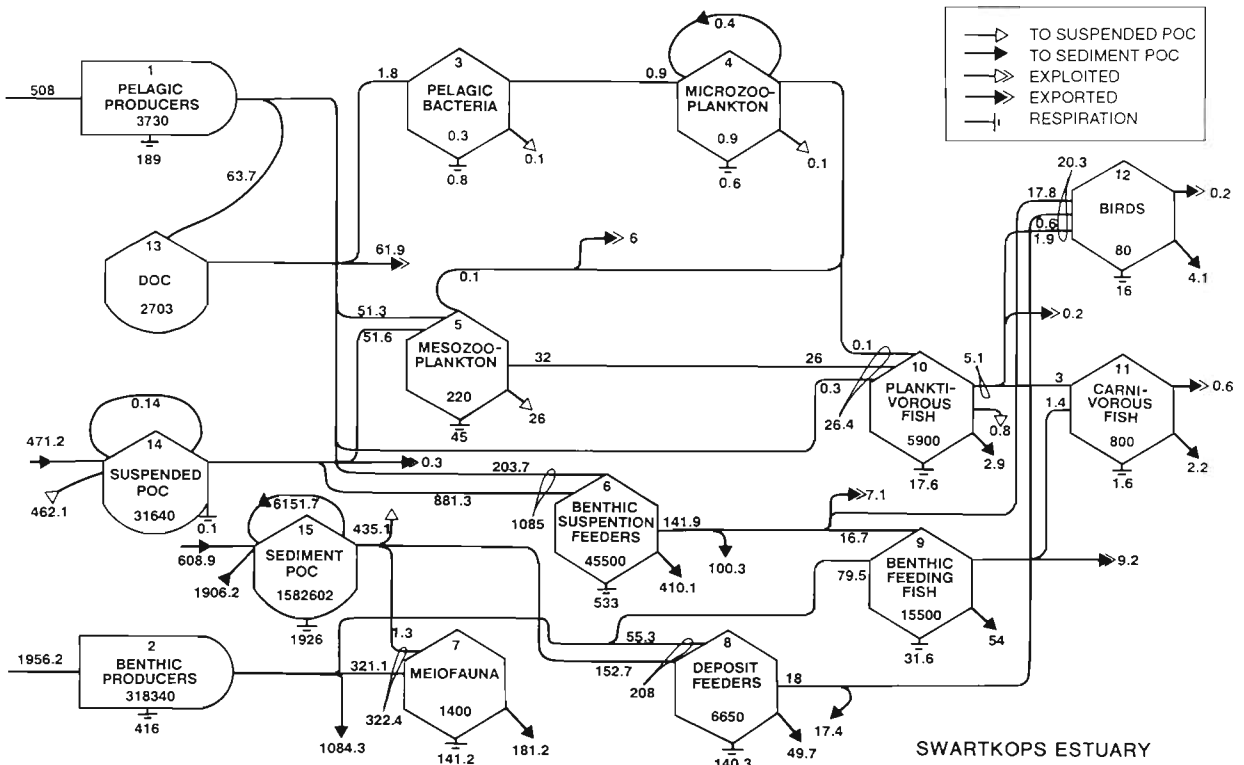 TO SUSPENDED POC
TO SEDIMENT POC
EXPLOITED
EXPORTED
RESPIRATION
508
1
PELAGIC
PRODUCERS
3730
189
63.7
1.8
3
PELAGIC
BACTERIA
0.3
0.8
0.1
0.4
0.9
4
MICROZOO-
PLANKTON
0.9
0.6
0.1
20.3
17.8
0.6
1.9
12
BIRDS
80
16
0.2
4.1
13
DOC
2703
61.9
6
0.1
51.3
51.6
5
MESOZOO-
PLANKTON
220
45
32
26
26
0.1
0.3
26.4
10
PLANKTI-
VOROUS
FISH
5900
17.6
5.1
0.2
0.8
2.9
3
1.4
11
CARNI-
VOROUS
FISH
800
1.6
0.6
2.2
0.14
471.2
14
SUSPENDED
POC
31640
462.1
0.1
0.3
203.7
881.3
1085
6
BENTHIC
SUSPENTION
FEEDERS
45500
533
141.9
410.1
100.3
7.1
16.7
79.5
9
BENTHIC
FEEDING
FISH
15500
31.6
9.2
54
6151.7
435.1
15
SEDIMENT
POC
1582602
608.9
1906.2
1926
1956.2
2
BENTHIC
PRODUCERS
318340
416
1084.3
1.3
321.1
322.4
7
MEIOFAUNA
1400
141.2
181.2
55.3
152.7
208
8
DEPOSIT
FEEDERS
6650
140.3
18
17.4
49.7
SWARTKOPS ESTUARY